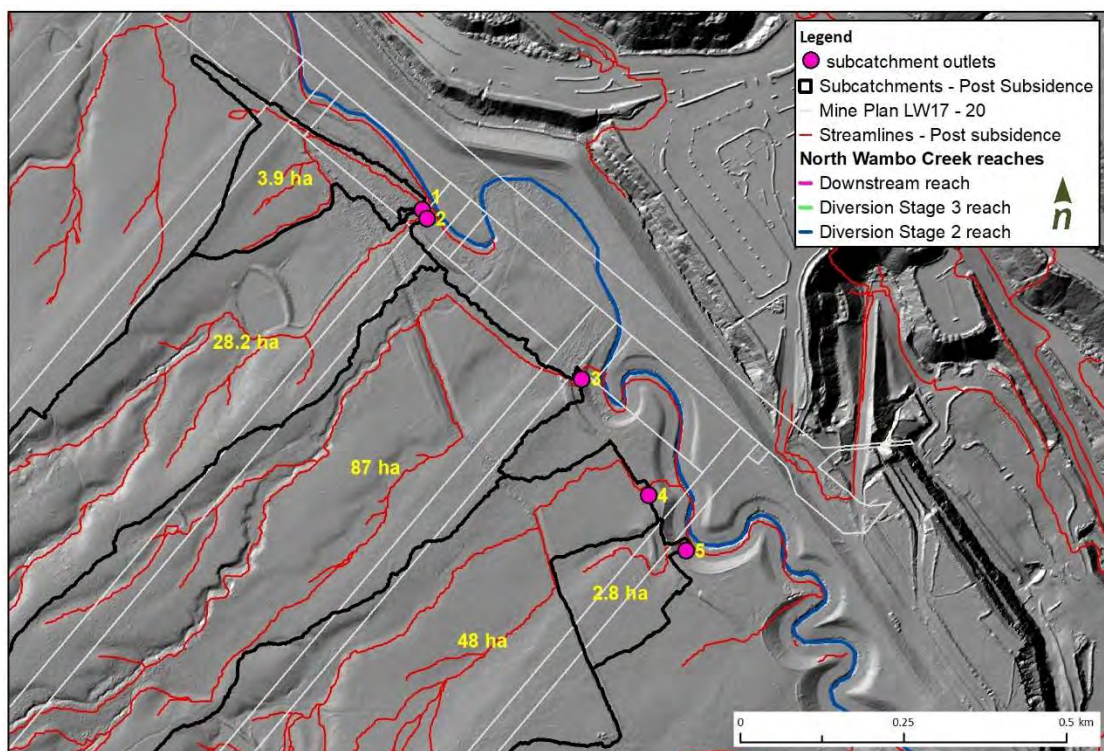 Legend
subcatchment outlets
Subcatchments - Post Subsidence
Mine Plan LW17 - 20
Streamlines - Post subsidence
North Wambo Creek reaches
Downstream reach
Diversion Stage 3 reach
Diversion Stage 2 reach
n
3.9 ha
1
2
28.2 ha
3
87 ha
4
5
2.8 ha
48 ha
0 0.25 0.5 km